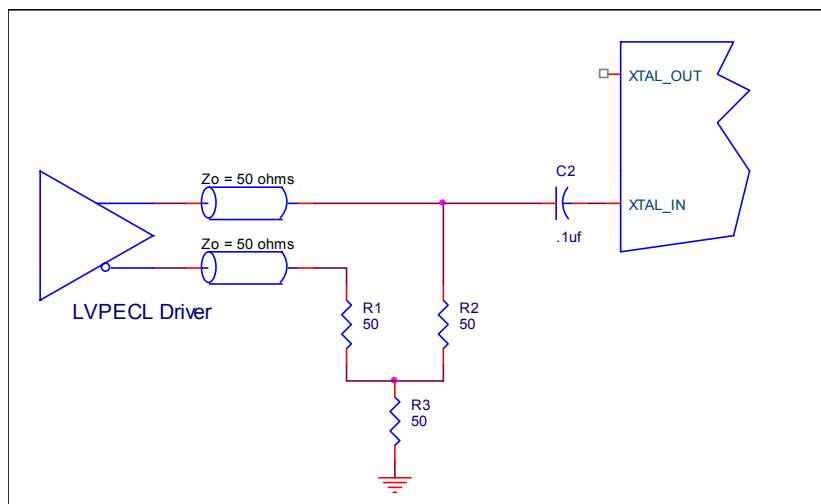 XTAL_OUT
C2
Zo = 50 ohms
XTAL_IN
.1uf
Zo = 50 ohms
LVPECL Driver
R1
50
R2
50
R3
50